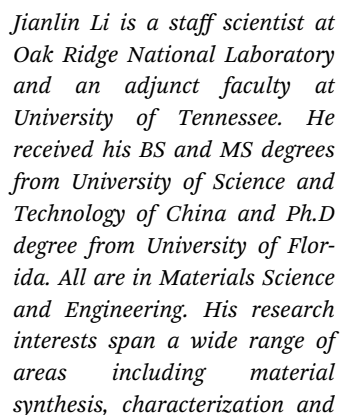 Jianlin Li is a staff scientist at
Oak Ridge National Laboratory
and an adjunct faculty at
University of Tennessee. He
received his BS and MS degrees
from University of Science and
Technology of China and Ph.D
degree from University of Flor-
ida. All are in Materials Science
and Engineering. His research
interests span a wide range of
areas including material
synthesis, characterization and